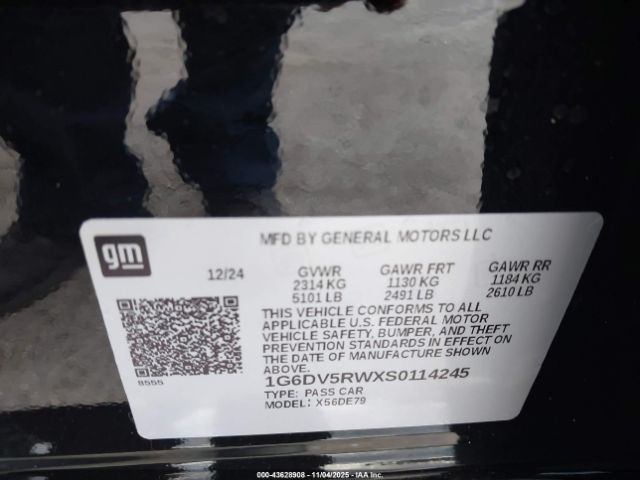 gm
MFD BY GENERAL MOTORS LLC
12/24 GVWR GAWR FRT GAWR RR
2314 KG 1130 KG 1184 KG
5101 LB 2491 LB 2610 LB
THIS VEHICLE CONFORMS TO ALL
APPLICABLE U.S. FEDERAL MOTOR
VEHICLE SAFETY, BUMPER, AND THEFT
PREVENTION STANDARDS IN EFFECT ON
THE DATE OF MANUFACTURE SHOWN
ABOVE.
8555
1G6DV5RWXS0114245
TYPE: PASS CAR
MODEL: X56DE79
000-43628908 - 11/04/2025 - IAAI.COM